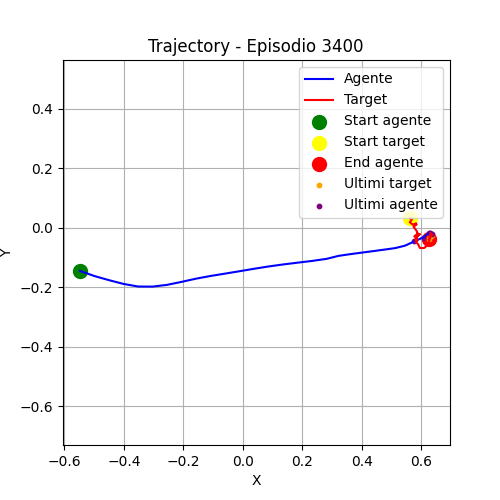 Trajectory - Episodio 3400
Agente
Target
Start agente
Start target
End agente
Ultimi target
Ultimi agente
Y
0.4
0.2
0.0
−0.2
−0.4
−0.6
−0.6
−0.4
−0.2
0.0
0.2
0.4
0.6
X